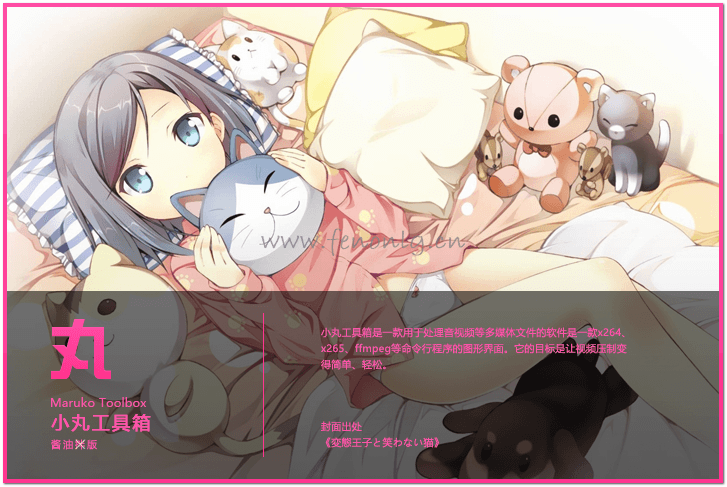 www.fenonly.cn
丸
小丸工具箱是一款用于处理音视频等多媒体文件的软件是一款x264、
x265、ffmpeg等命令行程序的图形界面。它的目标是让视频压制变
得简单、轻松。
Maruko Toolbox
小丸工具箱
酱油版
封面出处
《変態王子と笑わない猫》